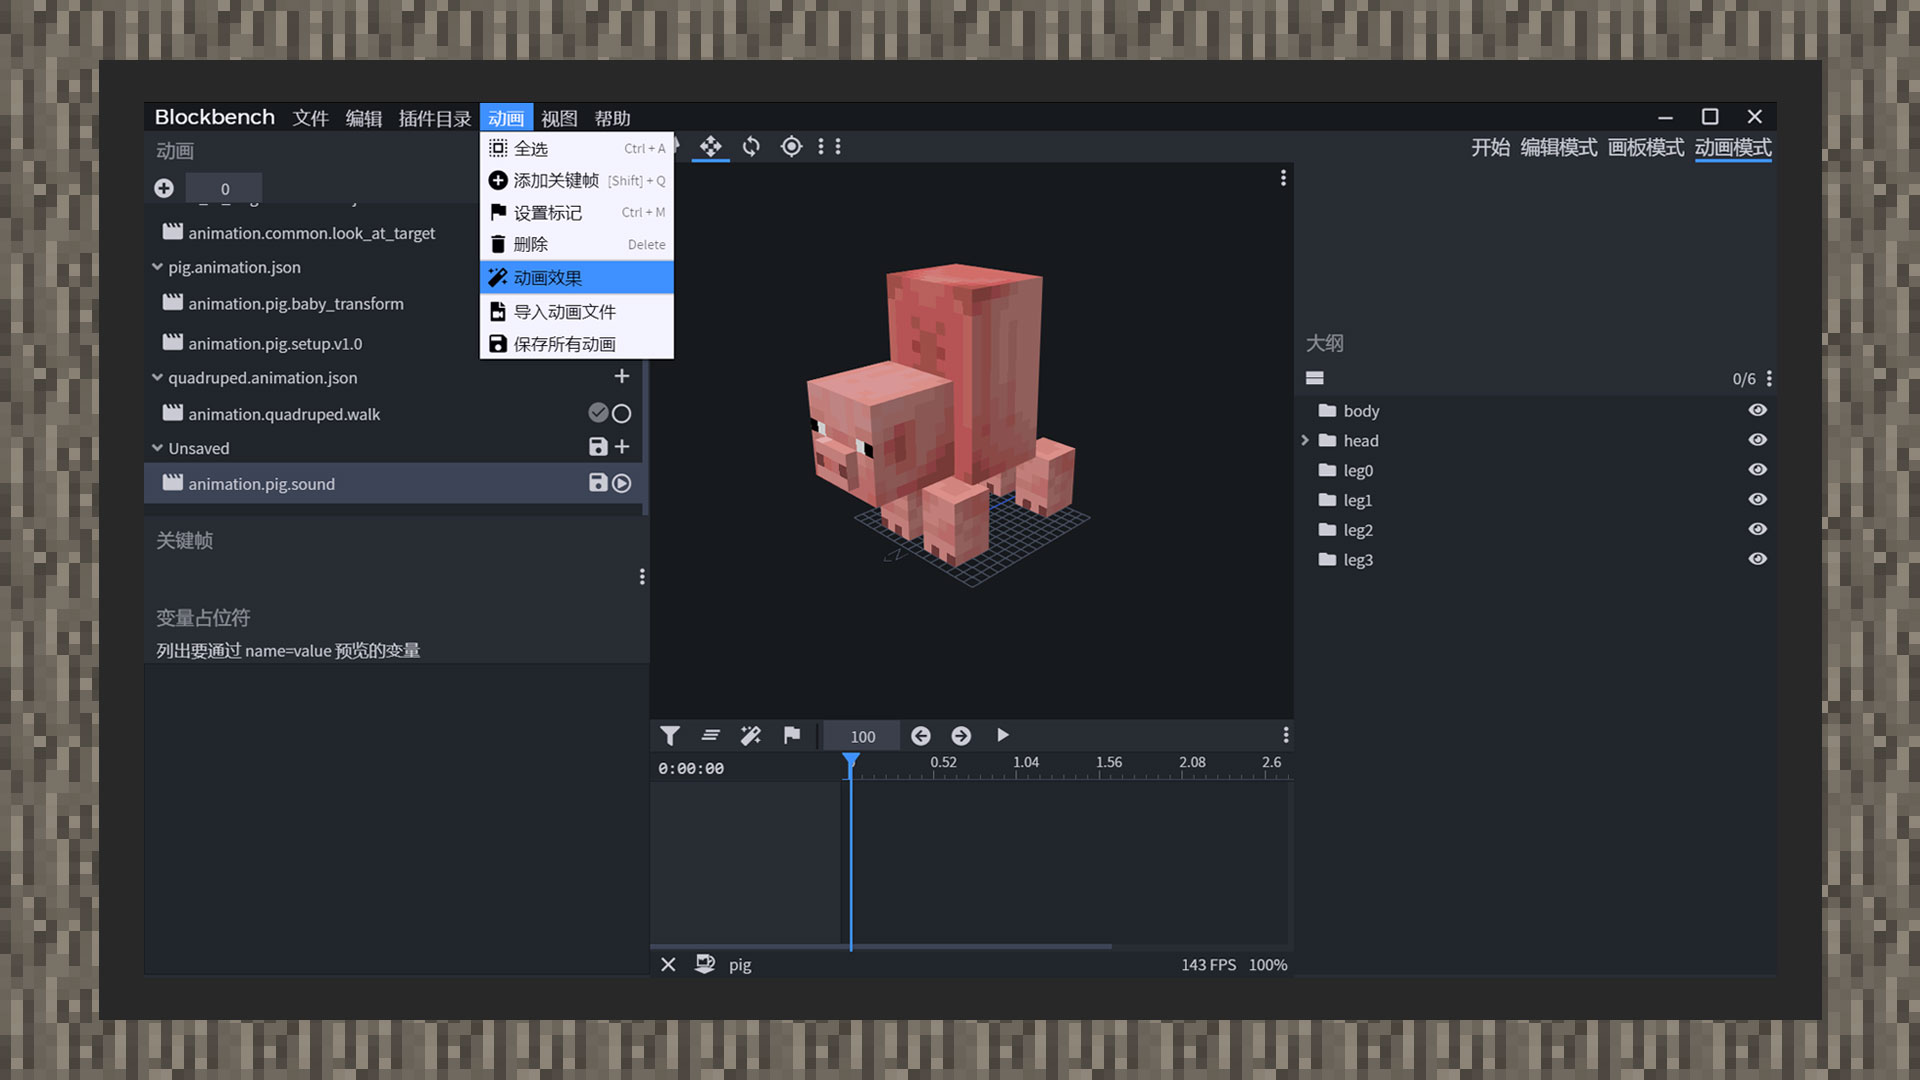 Blockbench 文件 编辑 插件目录 动画 视图 帮助
动画
0
animation.common.look_at_target
pig.animation.json
animation.pig.baby_transform
animation.pig.setup.v1.0
quadruped.animation.json
animation.quadruped.walk
Unsaved
animation.pig.sound
关键帧
变量占位符
列出要通过 name=value 预览的变量
全选 Ctrl + A
添加关键帧 [Shift] + Q
设置标记 Ctrl + M
删除 Delete
动画效果
导入动画文件
保存所有动画
开始 编辑模式 画板模式 动画模式
100
0:00:00
0.52 1.04 1.56 2.08 2.6
pig
143 FPS 100%
大纲
0/6
body
head
leg0
leg1
leg2
leg3